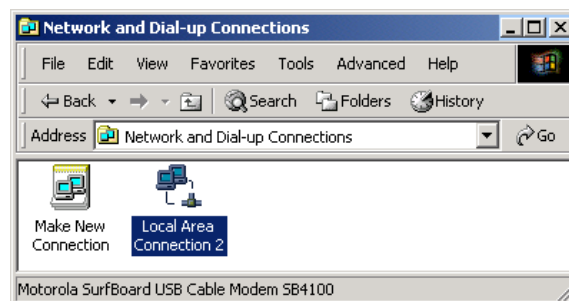 Network and Dial-up Connections
File Edit View Favorites Tools Advanced Help
Back Search Folders History
Address Network and Dial-up Connections Go
Make New Connection
Local Area Connection 2
Motorola SurfBoard USB Cable Modem SB4100